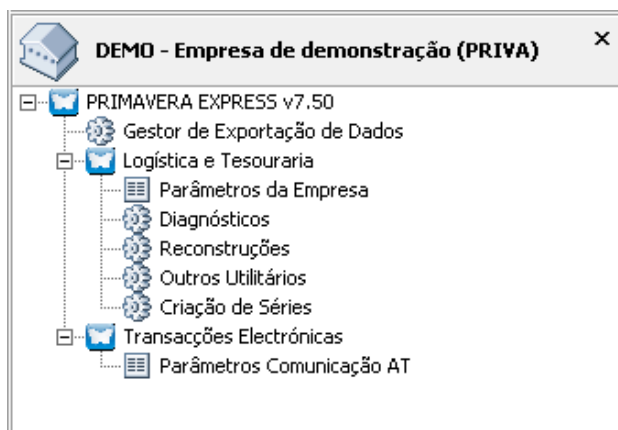 DEMO - Empresa de demonstração (PRIVA)
PRIMAVERA EXPRESS v7.50
Gestor de Exportação de Dados
Logística e Tesouraria
Parâmetros da Empresa
Diagnósticos
Reconstruções
Outros Utilitários
Criação de Séries
Transacções Electrónicas
Parâmetros Comunicação AT